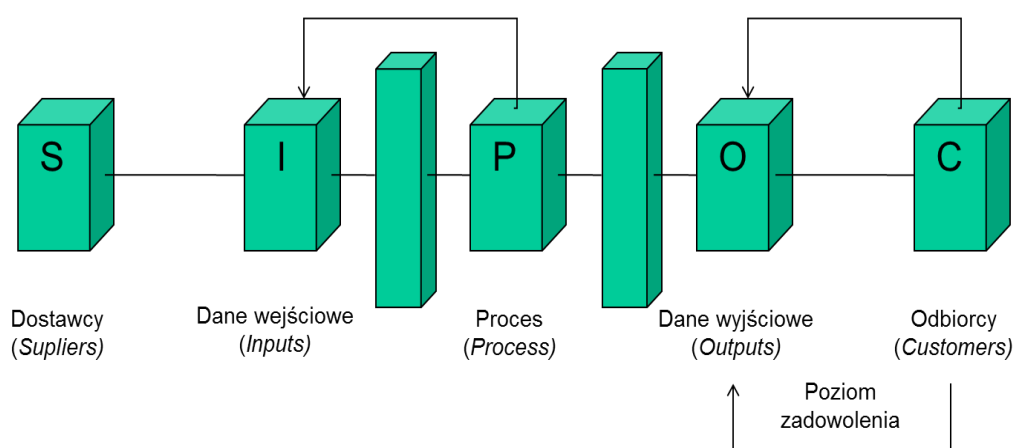 S
I
P
O
C
Dostawcy
(Supliers)
Dane wejściowe
(Inputs)
Proces
(Process)
Dane wyjściowe
(Outputs)
Odbiorcy
(Customers)
Poziom
zadowolenia